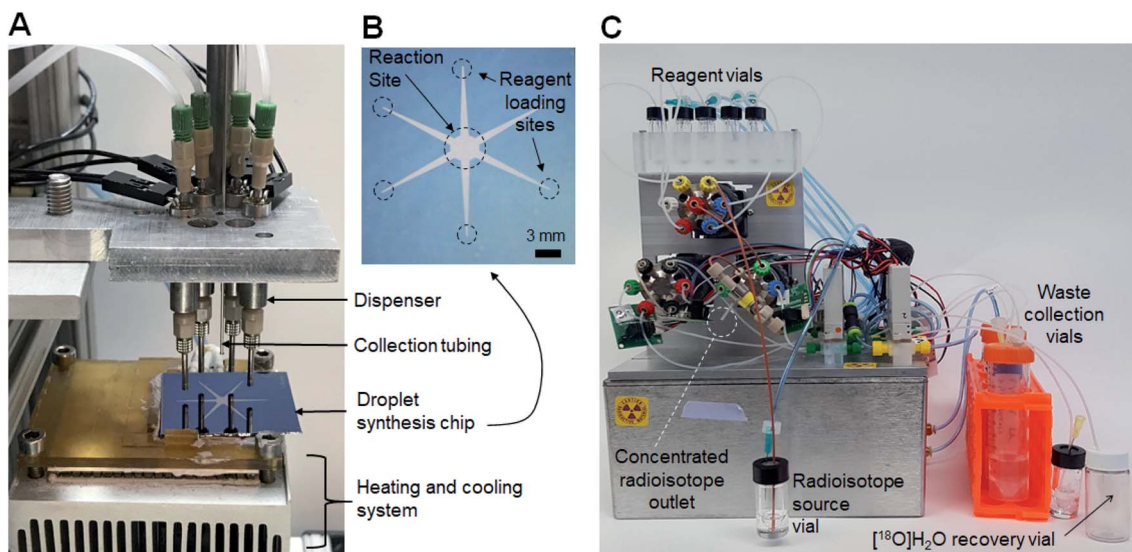 A
B
C
Reaction
Site
Reagent
loading
sites
3 mm
Dispenser
Collection tubing
Droplet
synthesis chip
Heating and cooling
system
Reagent vials
Waste
collection
vials
Concentrated
radioisotope
outlet
Radioisotope
source
vial
[¹⁸O]H₂O recovery vial